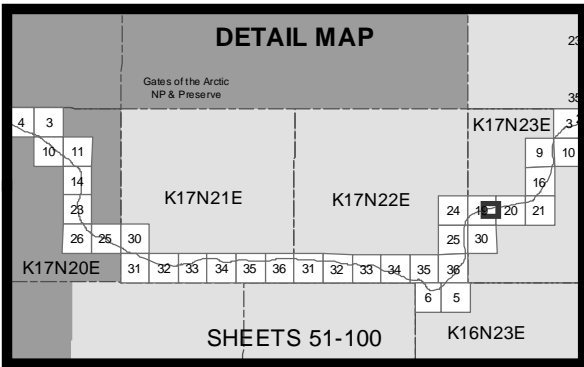 DETAIL MAP
23
Gates of the Arctic
NP & Preserve
35
4 3
K17N23E
3
10 11
9 10
14
16
K17N21E
K17N22E
23
24 19 20 21
26 25 30
25 30
K17N20E
31 32 33 34 35 36 31 32 33 34 35 36
6 5
SHEETS 51-100
K16N23E